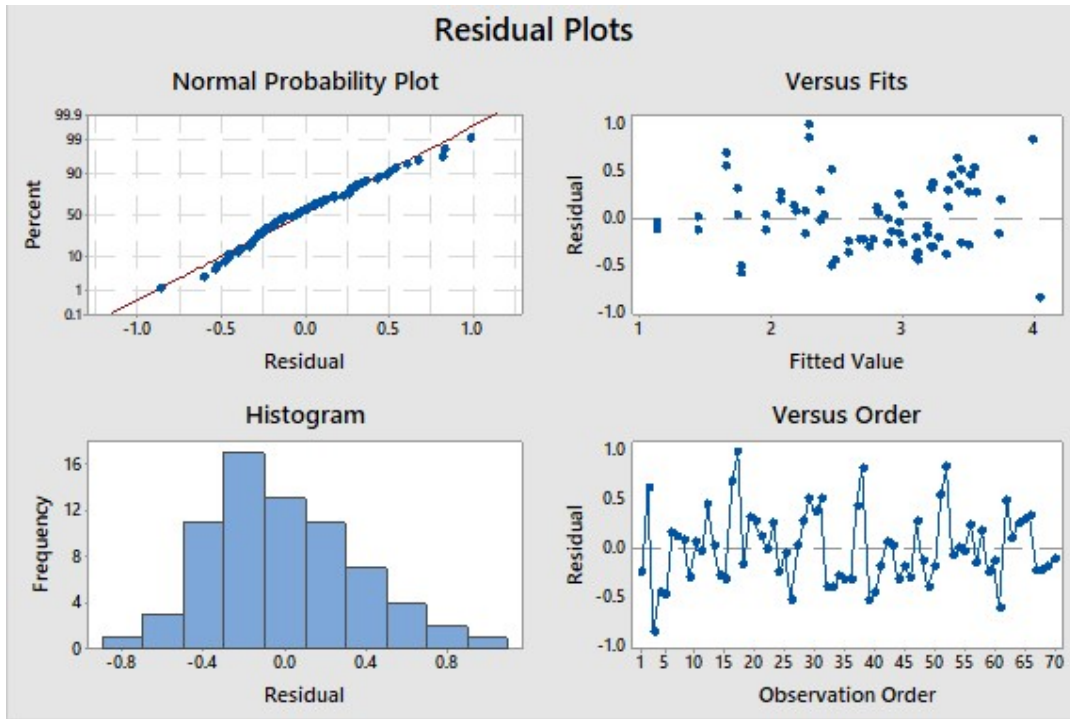 Residual Plots
Normal Probability Plot
99.9
99
90
50
10
1
0.1
Percent
-1.0 -0.5 0.0 0.5 1.0
Residual
Versus Fits
1.0
0.5
0.0
-0.5
-1.0
Residual
1 2 3 4
Fitted Value
Histogram
16
12
8
4
0
Frequency
-0.8 -0.4 0.0 0.4 0.8
Residual
Versus Order
1.0
0.5
0.0
-0.5
-1.0
Residual
1 5 10 15 20 25 30 35 40 45 50 55 60 65 70
Observation Order